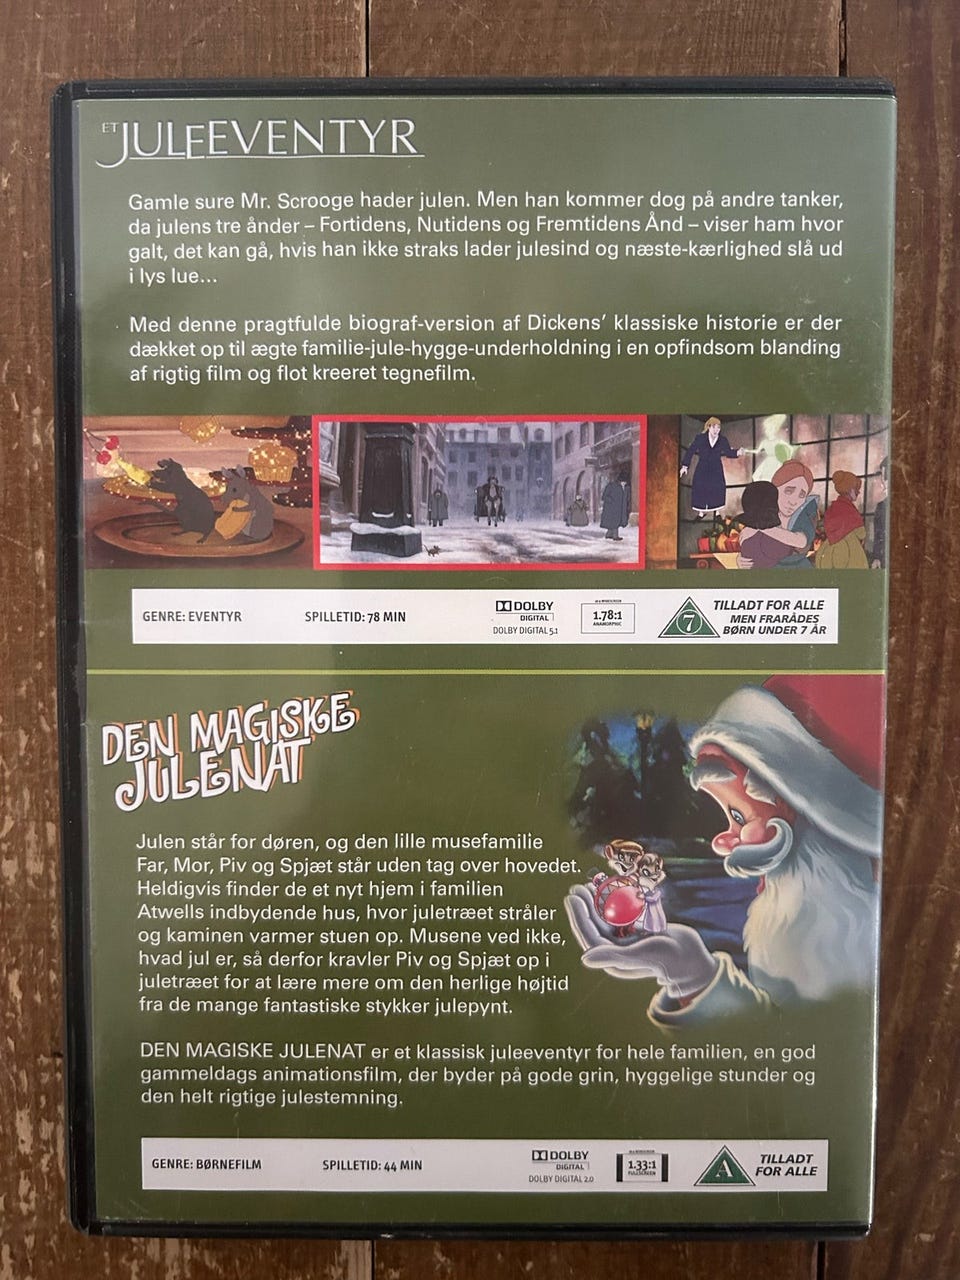 ET JULEEVENTYR
Gamle sure Mr. Scrooge hader julen. Men han kommer dog på andre tanker,
da julens tre ånder – Fortidens, Nutidens og Fremtidens Ånd – viser ham hvor
galt, det kan gå, hvis han ikke straks lader julesind og næste-kærlighed slå ud
i lys lue...
Med denne pragtfulde biograf-version af Dickens' klassiske historie er der
dækket op til ægte familie-jule-hygge-underholdning i en opfindsom blanding
af rigtig film og flot kreeret tegnefilm.
GENRE: EVENTYR
SPILLETID: 78 MIN
DOLBY
DIGITAL
DOLBY DIGITAL 5.1
1.78:1
ANAMORPHIC
7
TILLADT FOR ALLE
MEN FRARÅDES
BØRN UNDER 7 ÅR
DEN MAGISKE
JULENAT
Julen står for døren, og den lille musefamilie
Far, Mor, Piv og Spjæt står uden tag over hovedet.
Heldigvis finder de et nyt hjem i familien
Atwells indbydende hus, hvor juletræet stråler
og kaminen varmer stuen op. Musene ved ikke,
hvad jul er, så derfor kravler Piv og Spjæt op i
juletræet for at lære mere om den herlige højtid
fra de mange fantastiske stykker julepynt.
DEN MAGISKE JULENAT er et klassisk juleeventyr for hele familien, en god
gammeldags animationsfilm, der byder på gode grin, hyggelige stunder og
den helt rigtige julestemning.
GENRE: BØRNEFILM
SPILLETID: 44 MIN
DOLBY
DIGITAL
DOLBY DIGITAL 2.0
1.33:1
FULLSCREEN
A
TILLADT
FOR ALLE